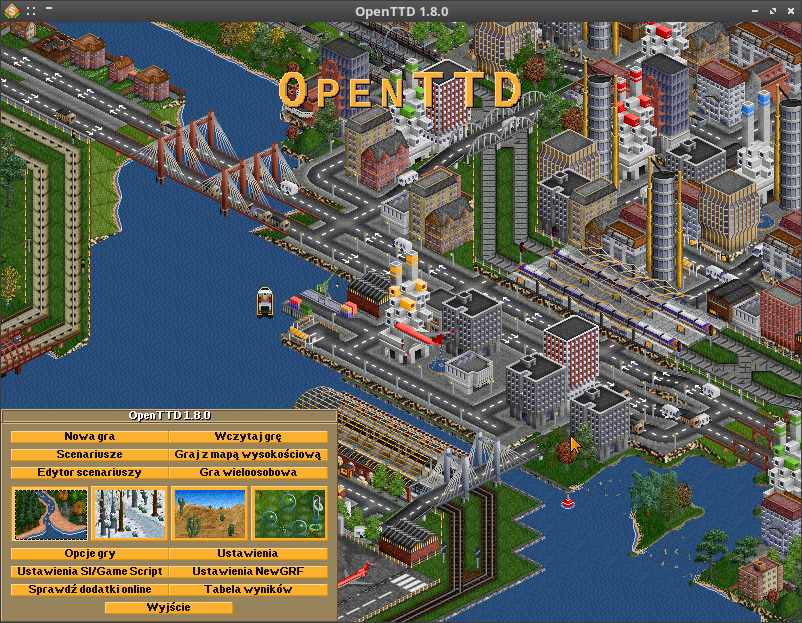 OpenTTD 1.8.0
OPENTTD
OpenTTD 1.8.0
Nowa gra
Wczytaj grę
Scenariusze
Graj z mapą wysokościową
Edytor scenariuszy
Gra wieloosobowa
Opcje gry
Ustawienia
Ustawienia SI/Game Script
Ustawienia NewGRF
Sprawdź dodatki online
Tabela wyników
Wyjście